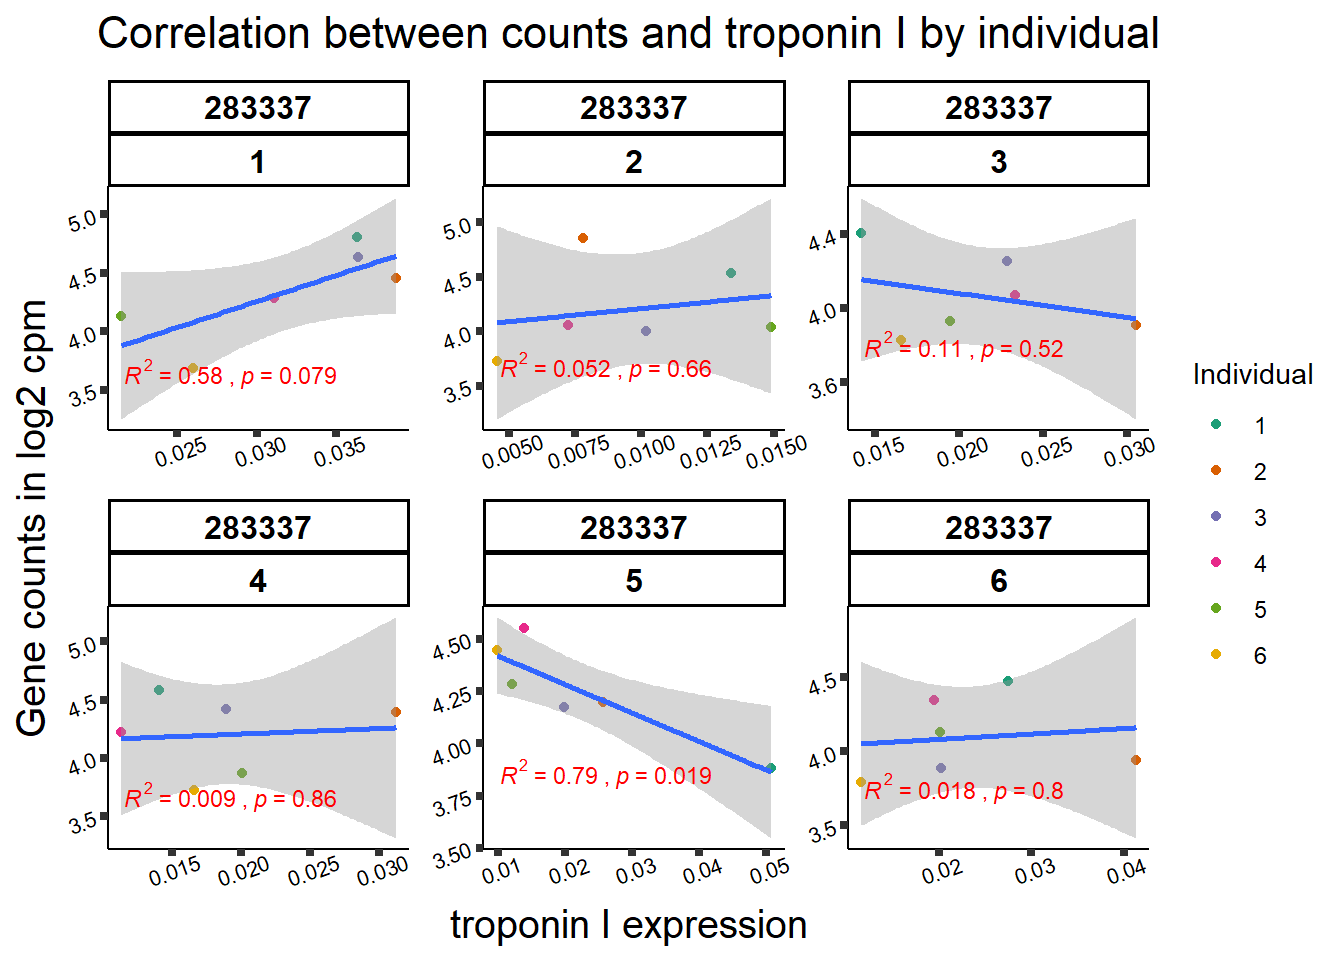 Correlation between counts and troponin I by individual
283337 283337 283337
1 2 3
5.0 4.5 4.0 3.5
R² = 0.58 , p = 0.079
0.025 0.030 0.035
5.0 4.5 4.0 3.5
R² = 0.052 , p = 0.66
0.0050 0.0075 0.0100 0.0125 0.0150
4.4 4.0 3.6
R² = 0.11 , p = 0.52
0.015 0.020 0.025 0.030
283337 283337 283337
4 5 6
5.0 4.5 4.0 3.5
R² = 0.009 , p = 0.86
0.015 0.020 0.025 0.030
4.50 4.25 4.00 3.75 3.50
R² = 0.79 , p = 0.019
0.01 0.02 0.03 0.04 0.05
4.5 4.0 3.5
R² = 0.018 , p = 0.8
0.02 0.03 0.04
Gene counts in log2 cpm
troponin I expression
Individual
1
2
3
4
5
6